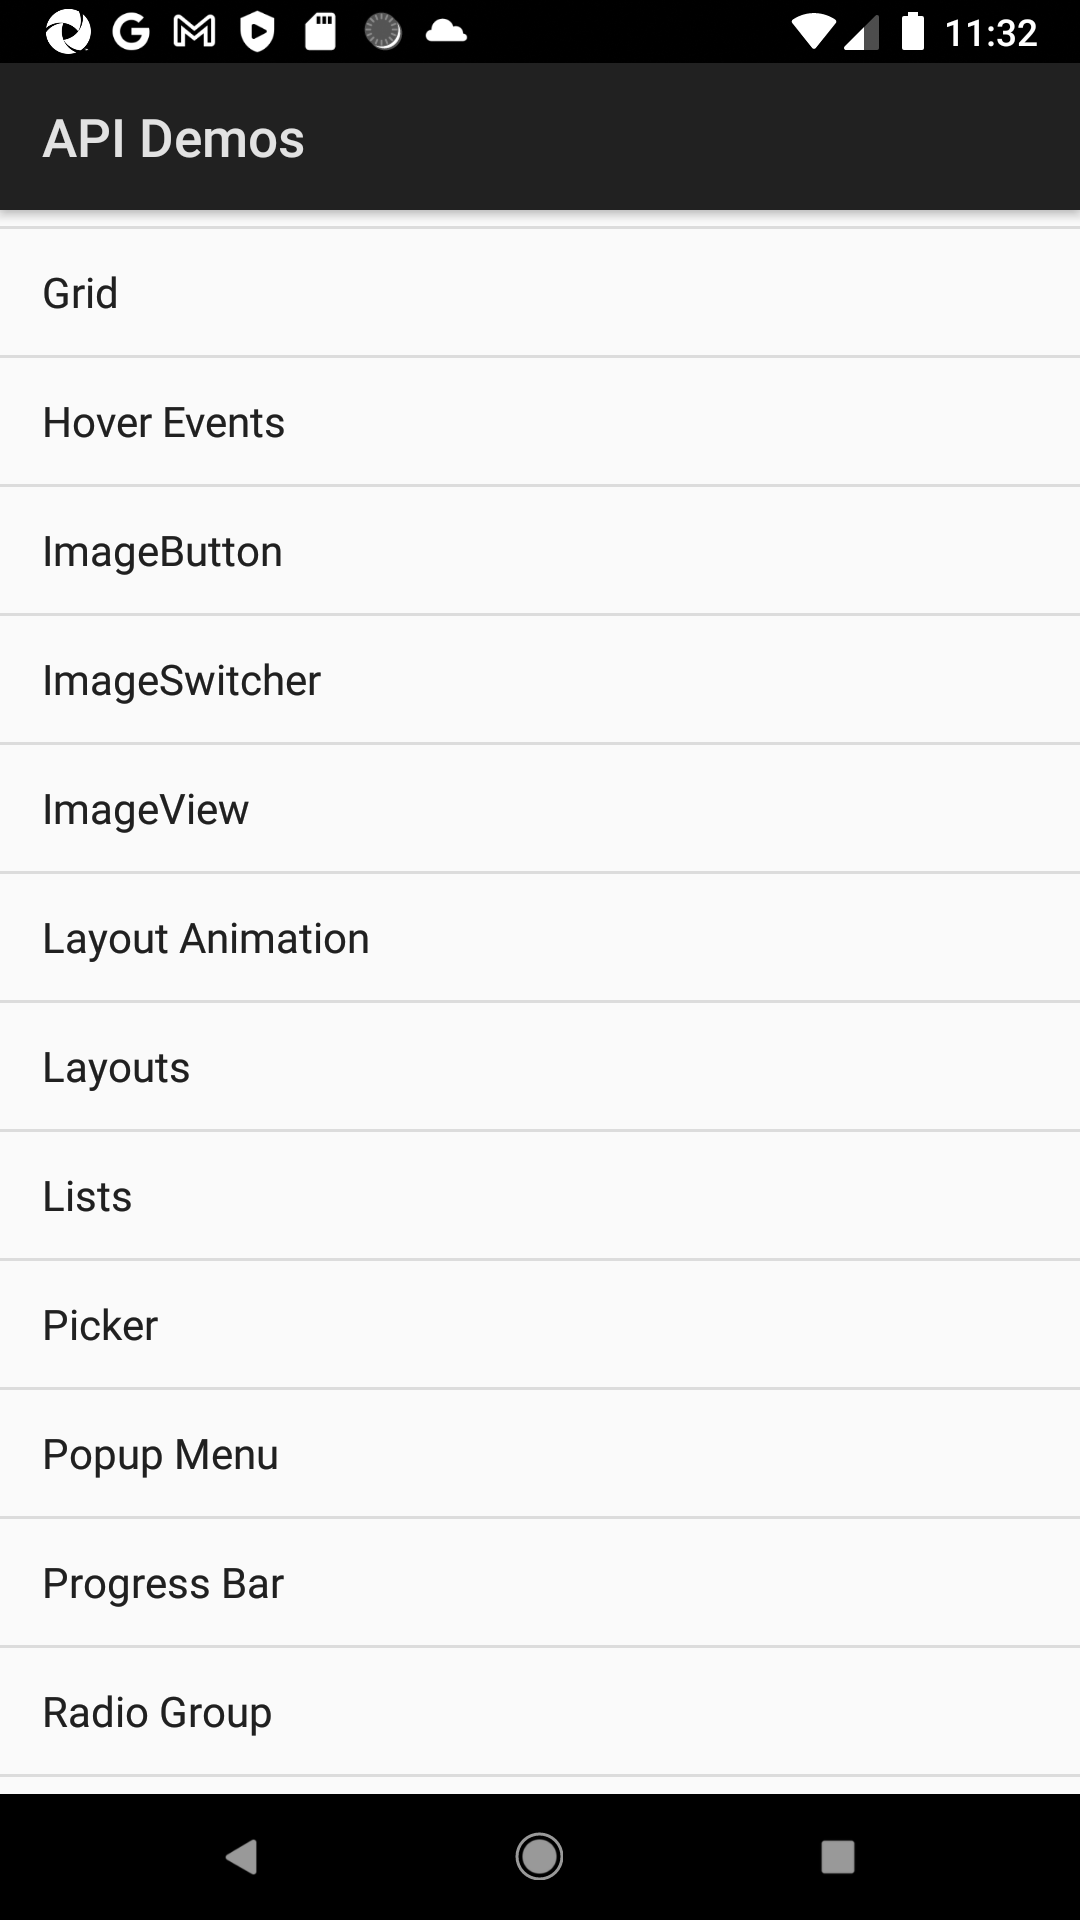 11:32
API Demos
Grid
Hover Events
ImageButton
ImageSwitcher
ImageView
Layout Animation
Layouts
Lists
Picker
Popup Menu
Progress Bar
Radio Group